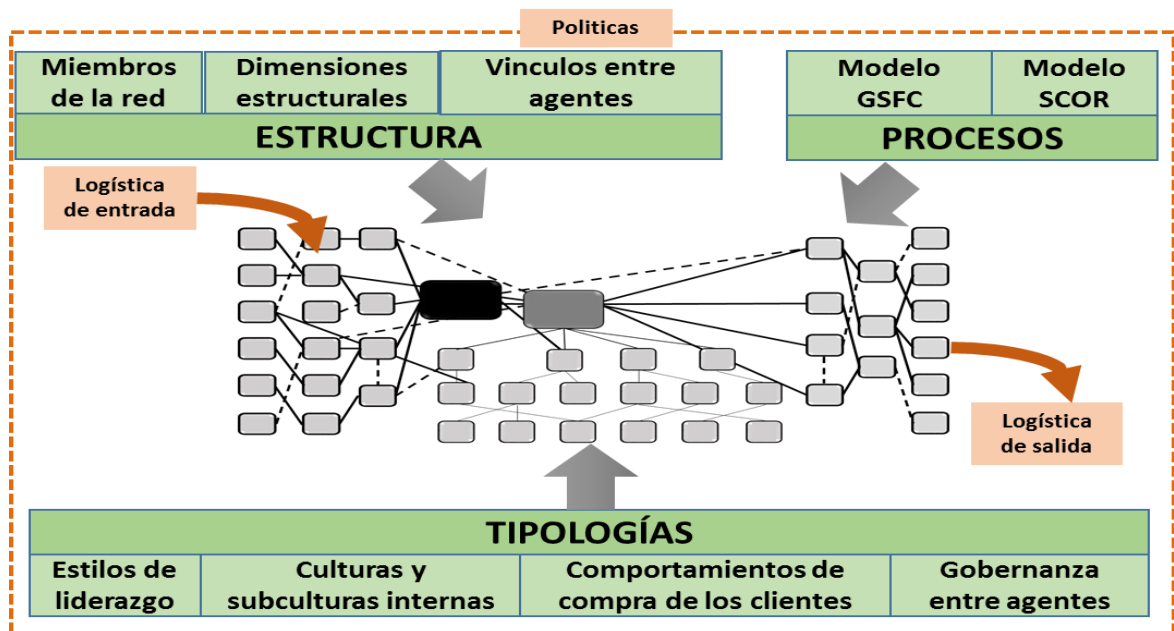 Politicas
Miembros
de la red
Dimensiones
estructurales
Vinculos entre
agentes
ESTRUCTURA
Modelo
GSFC
Modelo
SCOR
PROCESOS
Logística
de entrada
Logística
de salida
TIPOLOGÍAS
Estilos de
liderazgo
Culturas y
subculturas internas
Comportamientos de
compra de los clientes
Gobernanza
entre agentes